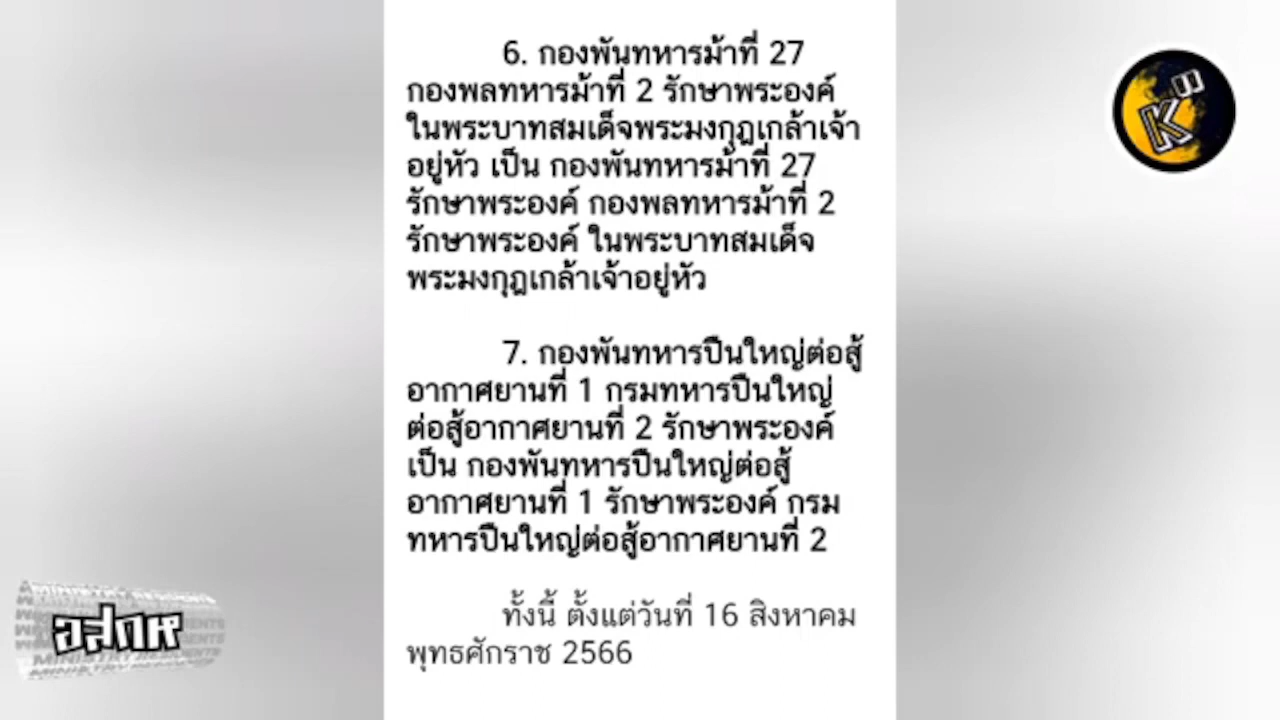 6. กองพันทหารม้าที่ 27
กองพลทหารม้าที่ 2 รักษาพระองค์
ในพระบาทสมเด็จพระมงกุฎเกล้าเจ้า
อยู่หัว เป็น กองพันทหารม้าที่ 27
รักษาพระองค์ กองพลทหารม้าที่ 2
รักษาพระองค์ ในพระบาทสมเด็จ
พระมงกุฎเกล้าเจ้าอยู่หัว
7. กองพันทหารปืนใหญ่ต่อสู้
อากาศยานที่ 1 กรมทหารปืนใหญ่
ต่อสู้อากาศยานที่ 2 รักษาพระองค์
เป็น กองพันทหารปืนใหญ่ต่อสู้
อากาศยานที่ 1 รักษาพระองค์ กรม
ทหารปืนใหญ่ต่อสู้อากาศยานที่ 2
ทั้งนี้ ตั้งแต่วันที่ 16 สิงหาคม
พุทธศักราช 2566
K"
อสกห